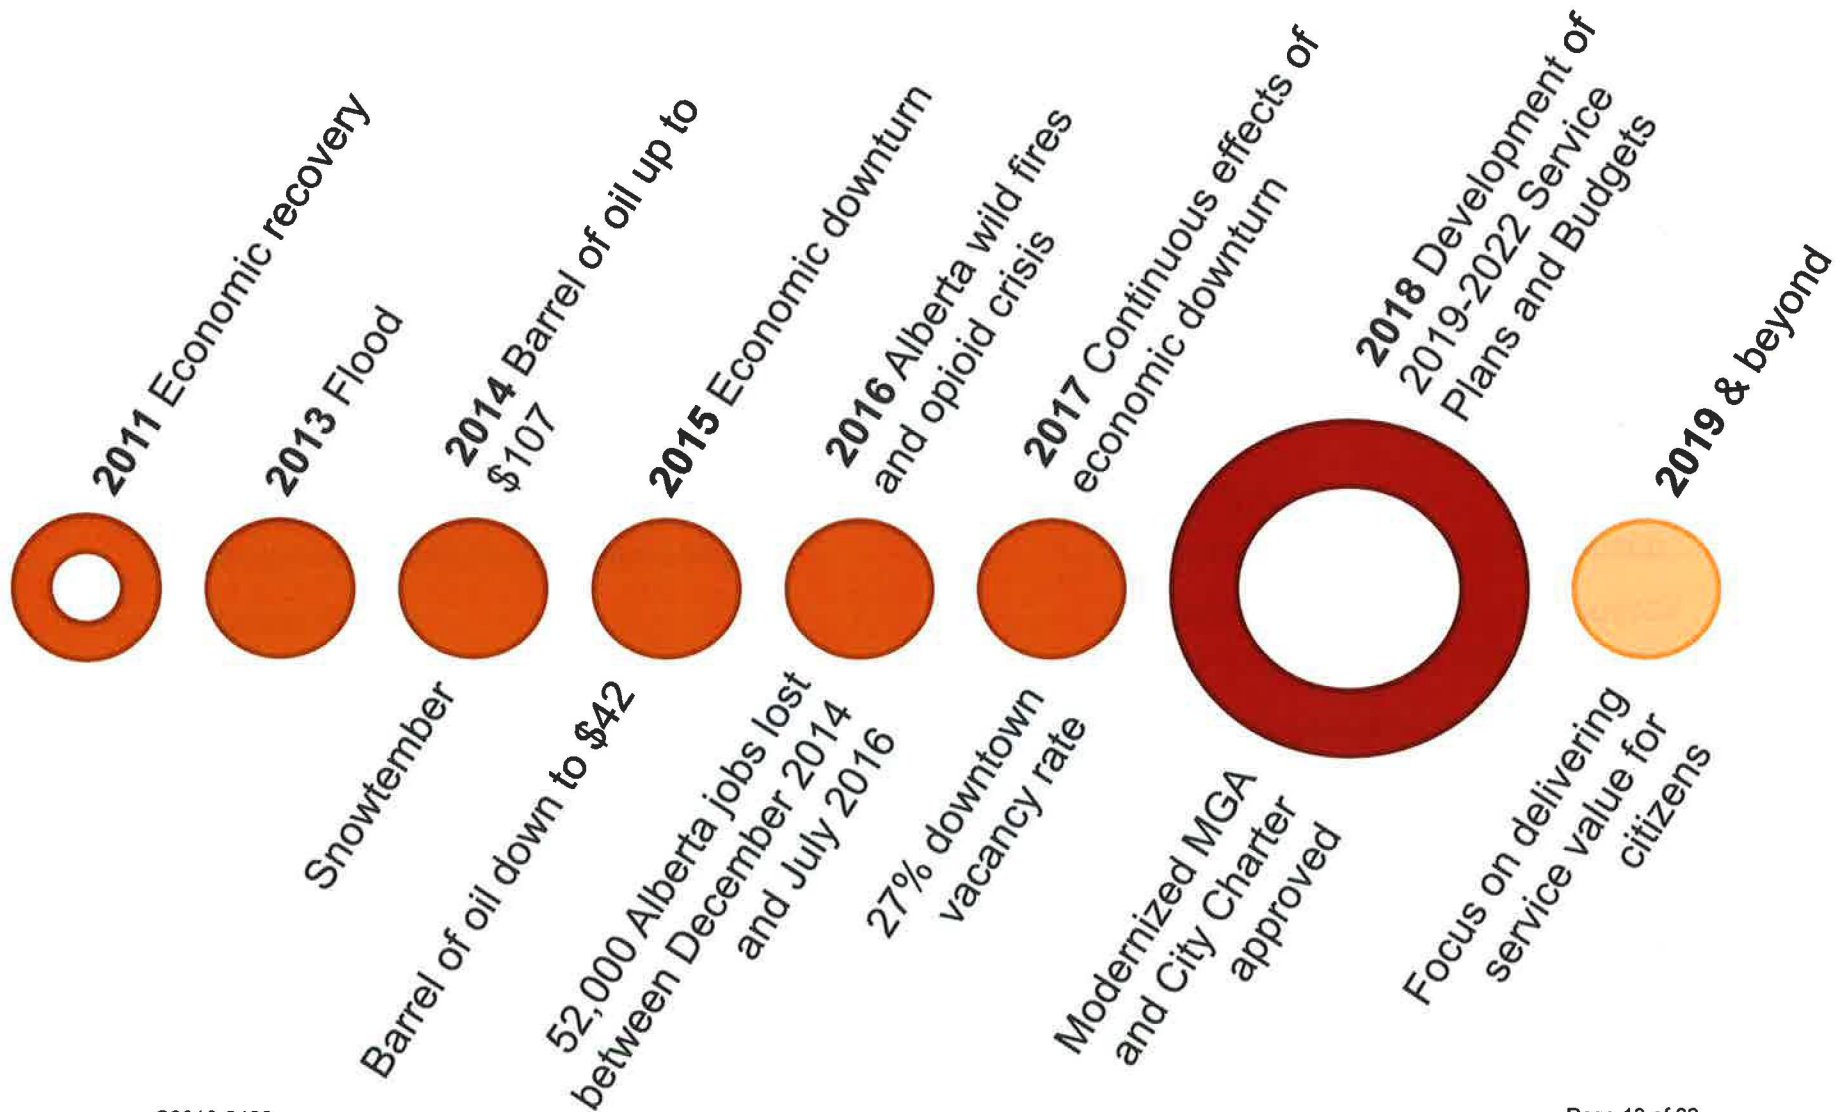 2011 Economic recovery
2013 Flood
2014 Barrel of oil up to
$107
Snowtember
2015 Economic downturn
Barrel of oil down to $42
2016 Alberta wild fires
and opioid crisis
52,000 Alberta jobs lost
between December 2014
and July 2016
2017 Continuous effects of
economic downturn
27% downtown
vacancy rate
2018 Development of
2019-2022 Service
Plans and Budgets
Modernized MGA
and City Charter
approved
2019 & beyond
Focus on delivering
service value for
citizens